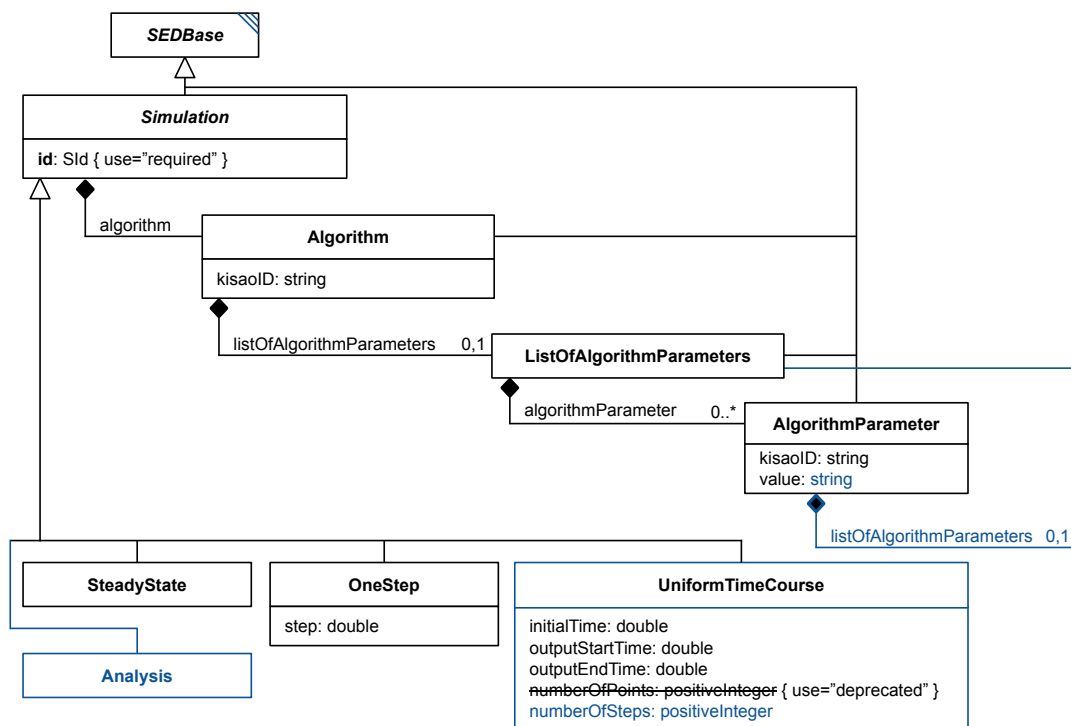 SEDBase
Simulation
id: SId { use=”required” }
algorithm
Algorithm
kisaoID: string
listOfAlgorithmParameters 0,1
ListOfAlgorithmParameters
algorithmParameter 0..*
AlgorithmParameter
kisaoID: string
value: string
listOfAlgorithmParameters 0,1
SteadyState
OneStep
step: double
UniformTimeCourse
initialTime: double
outputStartTime: double
outputEndTime: double
numberOfPoints: positiveInteger { use=”deprecated” }
numberOfSteps: positiveInteger
Analysis